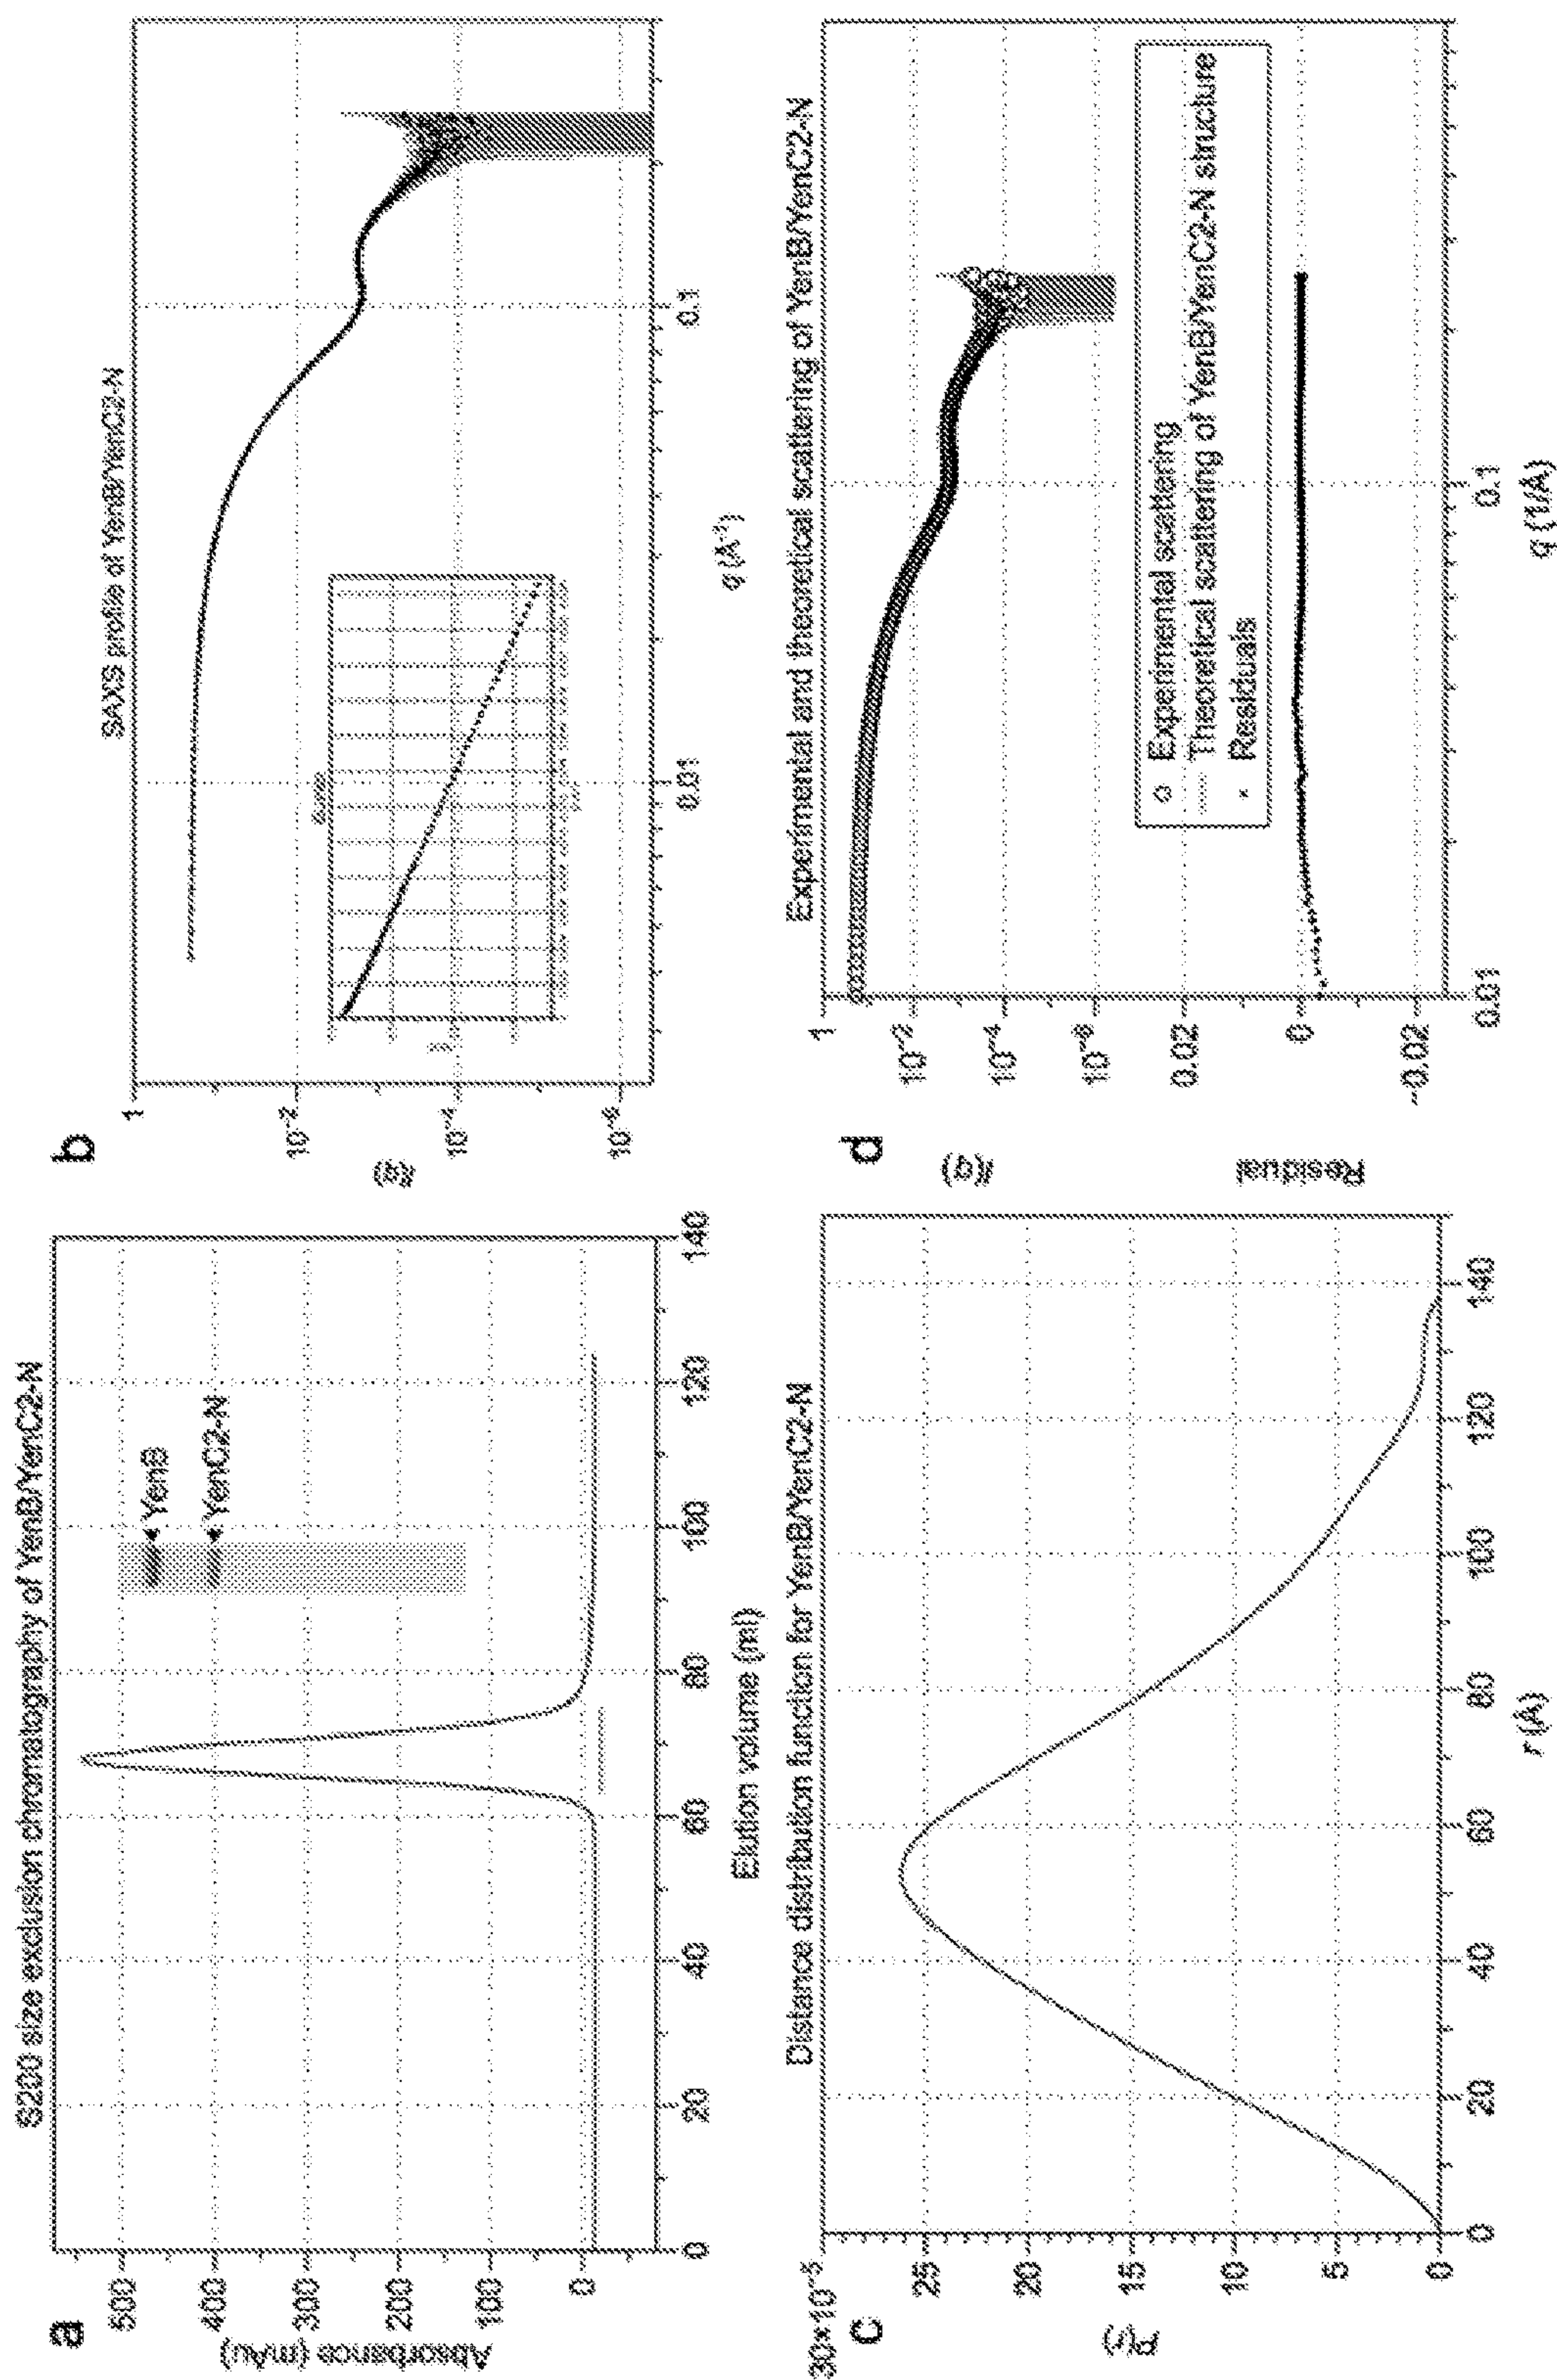 a
S200 size exclusion chromatography of YenB/YenC2-N
Absorbance (mAu)
500
400
300
200
100
0
YenB
YenC2-N
0
20
40
60
80
100
120
140
Elution volume (ml)
b
SAXS profile of YenB/YenC2-N
I(q)
1
10⁻²
10⁻⁴
10⁻⁶
0.01
0.1
q (Å⁻¹)
c
Distance distribution function for YenB/YenC2-N
P(r)
30×10⁻⁵
25
20
15
10
5
0
0
20
40
60
80
100
120
140
r (Å)
d
Experimental and theoretical scattering of YenB/YenC2-N
I(q)
1
10⁻²
10⁻⁴
10⁻⁶
Experimental scattering
Theoretical scattering of YenB/YenC2-N structure
Residuals
Residual
0.02
0
-0.02
0.01
0.1
q (1/Å)